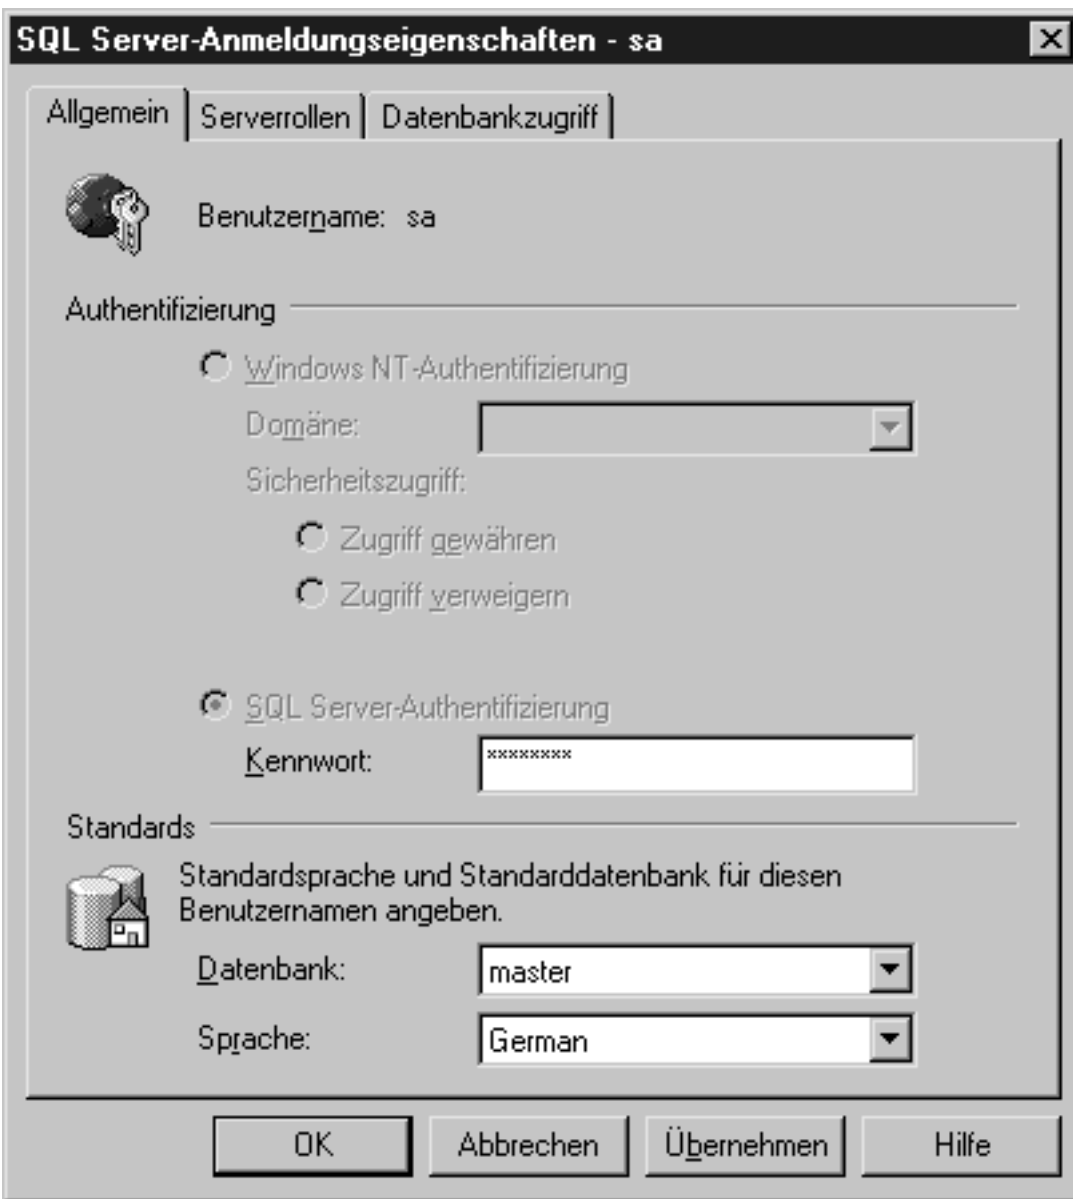 SQL Server-Anmeldungseigenschaften - sa
Allgemein Serverrollen Datenbankzugriff
Benutzername: sa
Authentifizierung
Windows NT-Authentifizierung
Domäne:
Sicherheitszugriff:
Zugriff gewähren
Zugriff verweigern
SQL Server-Authentifizierung
Kennwort: ********
Standards
Standardsprache und Standarddatenbank für diesen
Benutzernamen angeben.
Datenbank: master
Sprache: German
OK Abbrechen Übernehmen Hilfe